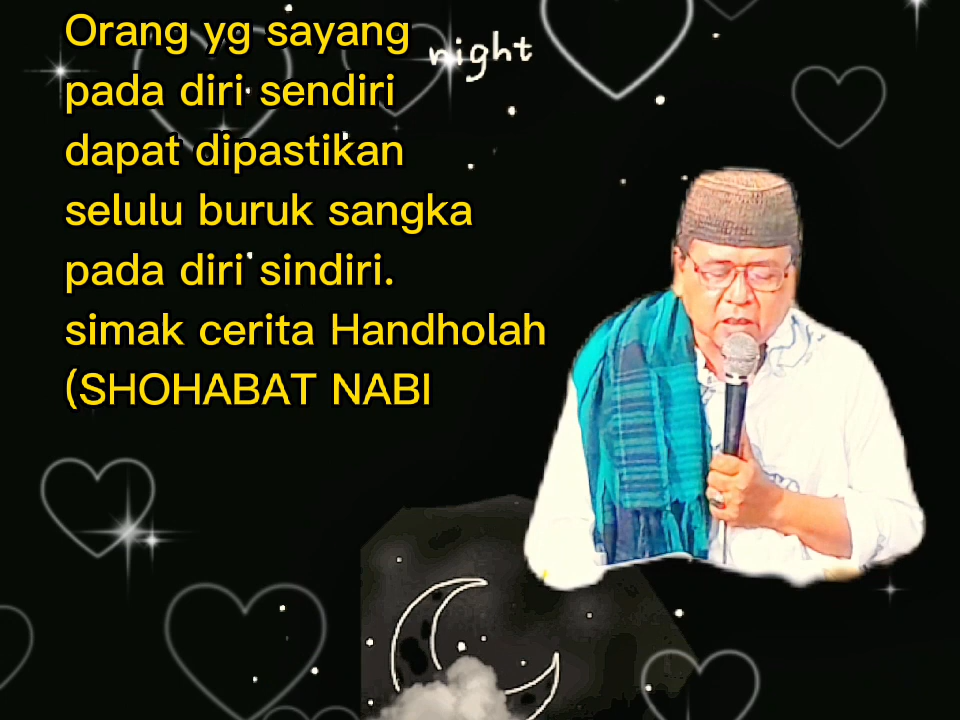 Orang yg sayang
night
pada diri sendiri
dapat dipastikan
selulu buruk sangka
pada diri sindiri.
simak cerita Handholah
(SHOHABAT NABI